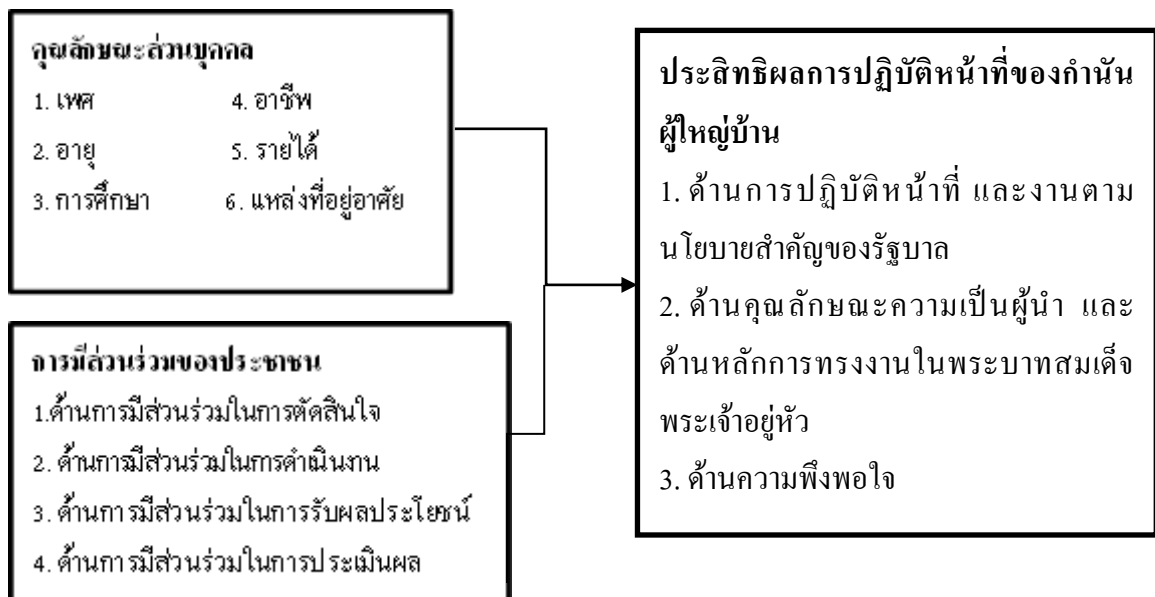 คุณลักษณะส่วนบุคคล
1. เพศ 4. อาชีพ
2. อายุ 5. รายได้
3. การศึกษา 6. แหล่งที่อยู่อาศัย
การมีส่วนร่วมของประชาชน
1.ด้านการมีส่วนร่วมในการตัดสินใจ
2. ด้านการมีส่วนร่วมในการดำเนินงาน
3. ด้านการมีส่วนร่วมในการรับผลประโยชน์
4. ด้านการมีส่วนร่วมในการประเมินผล
ประสิทธิผลการปฏิบัติหน้าที่ของกำนัน
ผู้ใหญ่บ้าน
1. ด้านการปฏิบัติหน้าที่ และงานตาม
นโยบายสำคัญของรัฐบาล
2. ด้านคุณลักษณะความเป็นผู้นำ และ
ด้านหลักการทรงงานในพระบาทสมเด็จ
พระเจ้าอยู่หัว
3. ด้านความพึงพอใจ